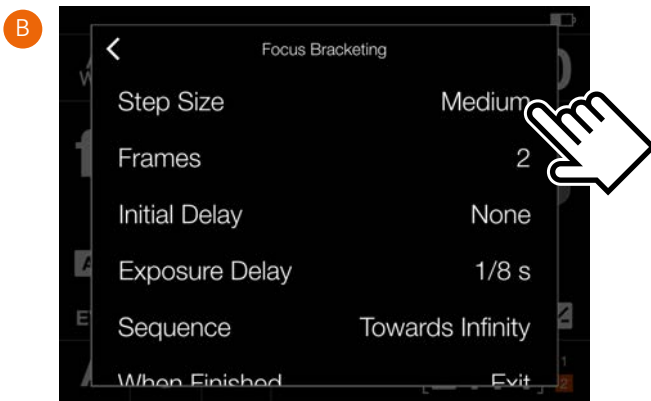 B
Focus Bracketing
Step Size Medium
Frames 2
Initial Delay None
Exposure Delay 1/8 s
Sequence Towards Infinity
When Finished Exit